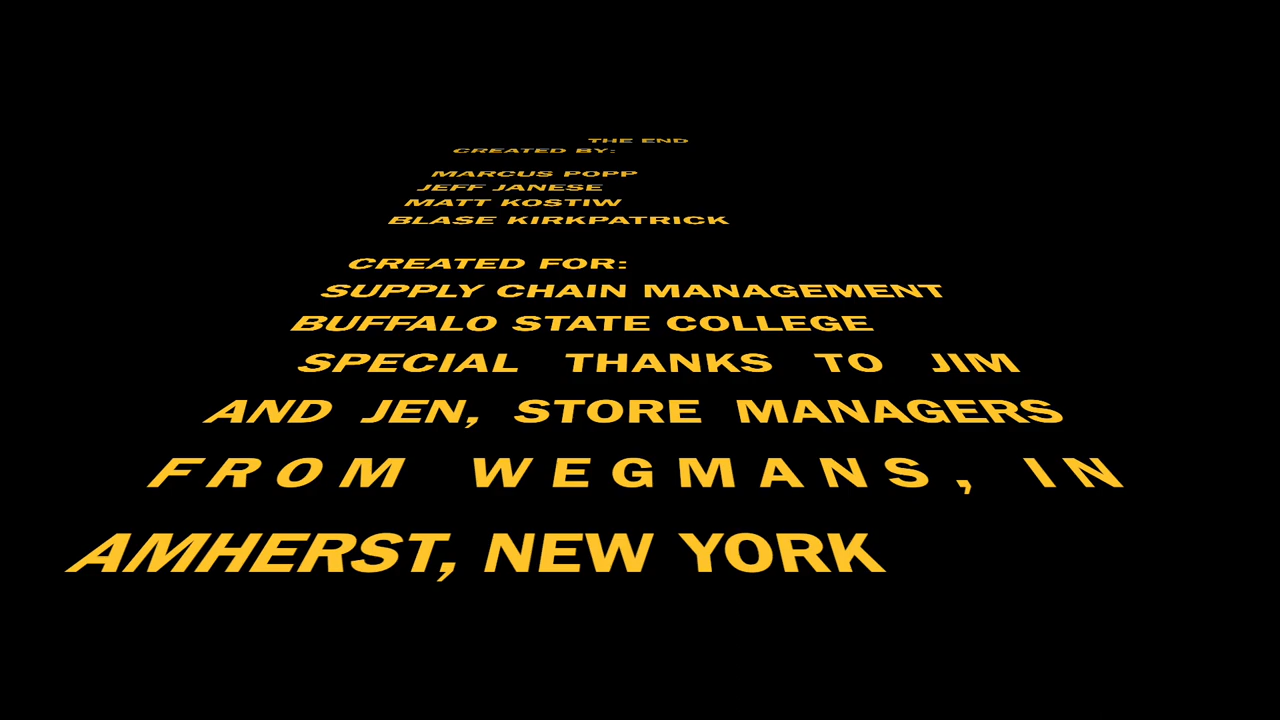 THE END
CREATED BY:
MARCUS POPP
JEFF JANESE
MATT KOSTIW
BLASE KIRKPATRICK
CREATED FOR:
SUPPLY CHAIN MANAGEMENT
BUFFALO STATE COLLEGE
SPECIAL THANKS TO JIM
AND JEN, STORE MANAGERS
FROM WEGMANS, IN
AMHERST, NEW YORK